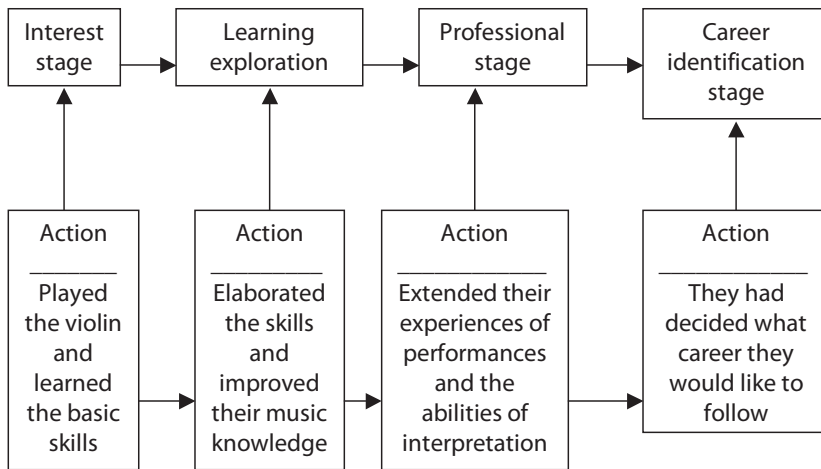 Interest
stage
Learning
exploration
Professional
stage
Career
identification
stage
Action
Played
the violin
and
learned
the basic
skills
Action
Elaborated
the skills
and
improved
their music
knowledge
Action
Extended their
experiences of
performances
and the
abilities of
interpretation
Action
They had
decided what
career they
would like to
follow